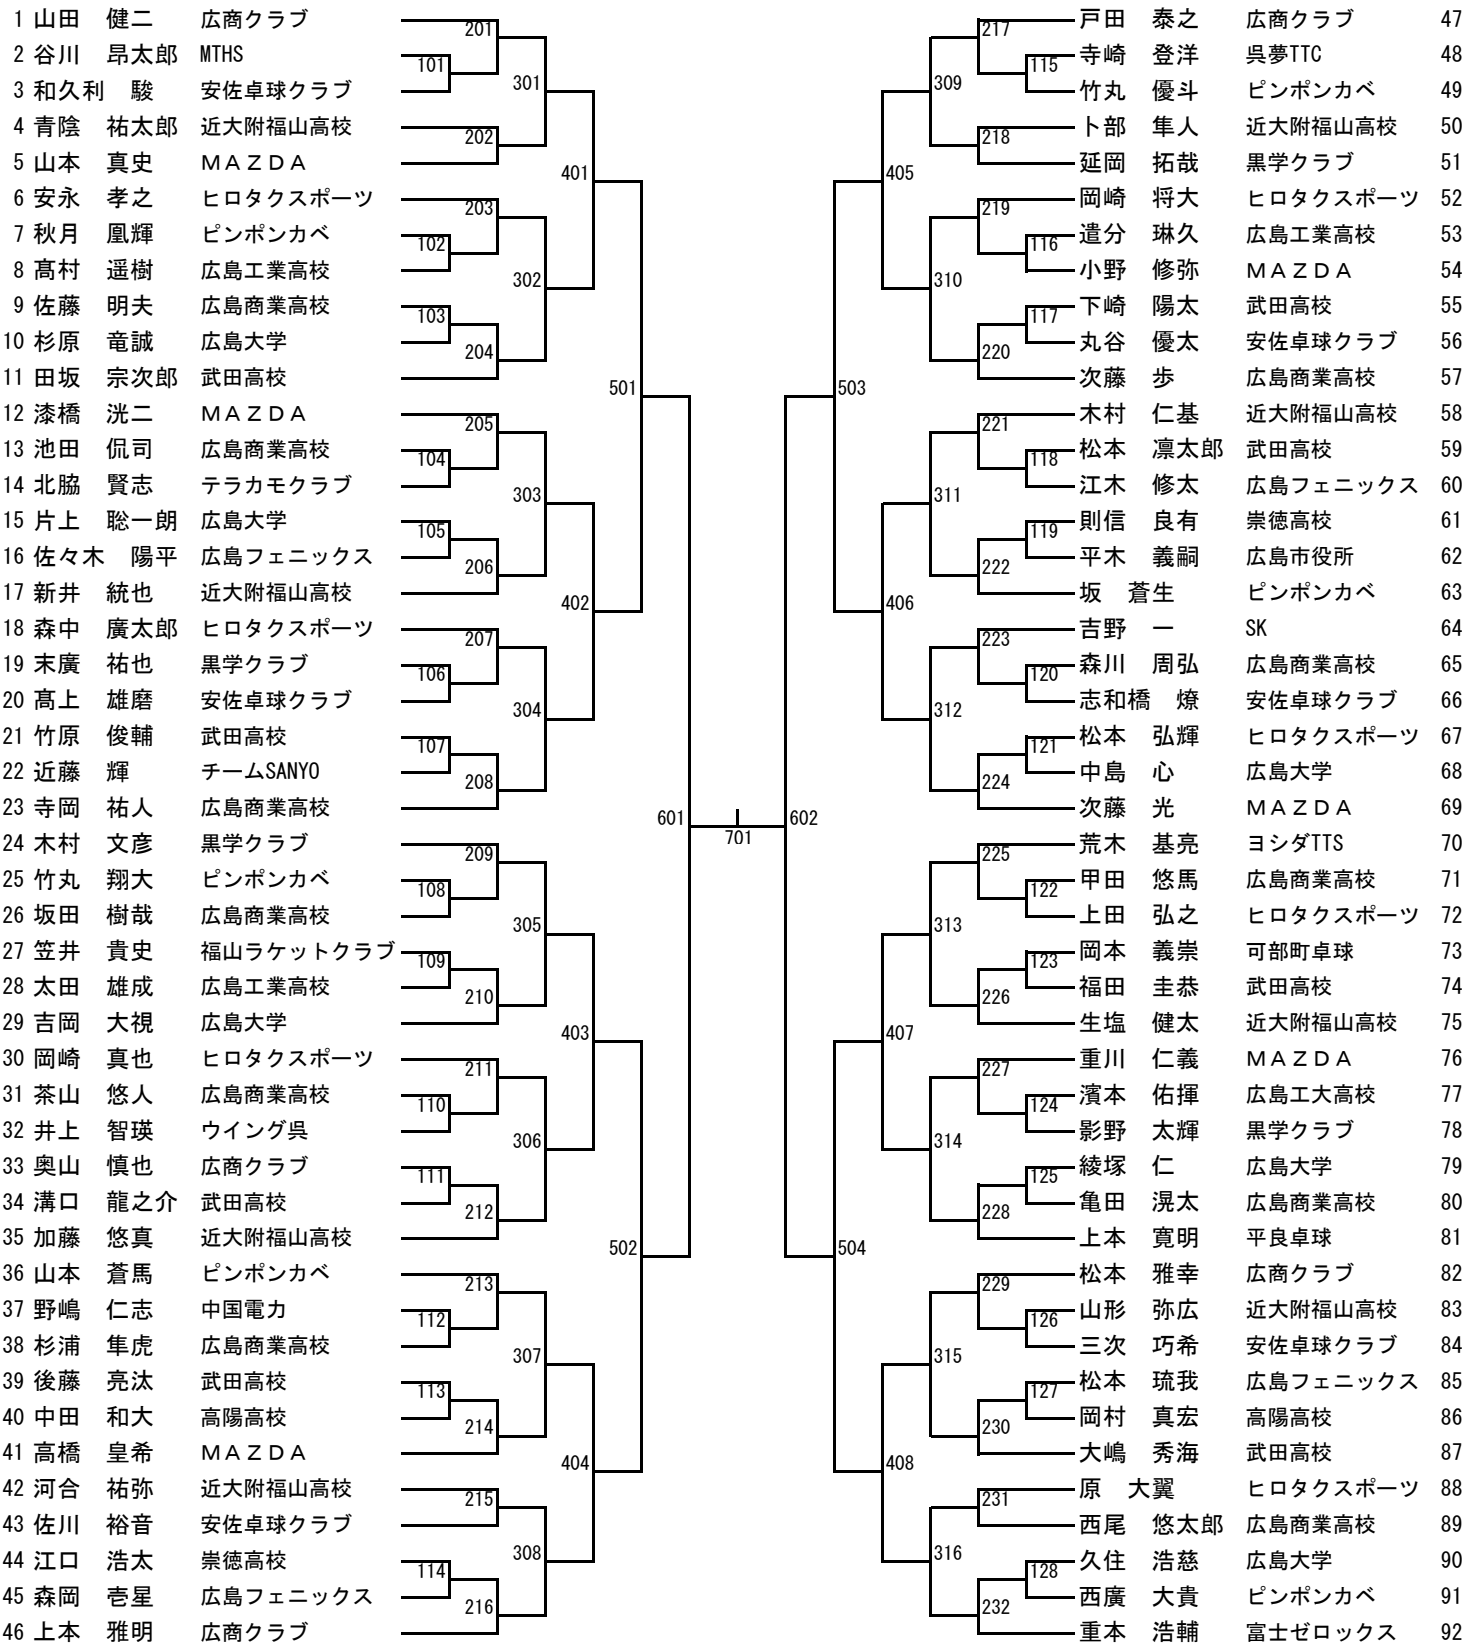 1 山田　健二　広商クラブ
2 谷川　昂太郎　MTHS
3 和久利　駿　安佐卓球クラブ
4 青陰　祐太郎　近大附福山高校
5 山本　真史　ＭＡＺＤＡ
6 安永　孝之　ヒロタクスポーツ
7 秋月　凰輝　ピンポンカベ
8 髙村　遥樹　広島工業高校
9 佐藤　明夫　広島商業高校
10 杉原　竜誠　広島大学
11 田坂　宗次郎　武田高校
12 漆橋　洸二　ＭＡＺＤＡ
13 池田　侃司　広島商業高校
14 北脇　賢志　テラカモクラブ
15 片上　聡一朗　広島大学
16 佐々木　陽平　広島フェニックス
17 新井　統也　近大附福山高校
18 森中　廣太郎　ヒロタクスポーツ
19 末廣　祐也　黒学クラブ
20 髙上　雄磨　安佐卓球クラブ
21 竹原　俊輔　武田高校
22 近藤　輝　チームSANYO
23 寺岡　祐人　広島商業高校
24 木村　文彦　黒学クラブ
25 竹丸　翔大　ピンポンカベ
26 坂田　樹哉　広島商業高校
27 笠井　貴史　福山ラケットクラブ
28 太田　雄成　広島工業高校
29 吉岡　大視　広島大学
30 岡崎　真也　ヒロタクスポーツ
31 茶山　悠人　広島商業高校
32 井上　智瑛　ウイング呉
33 奥山　慎也　広商クラブ
34 溝口　龍之介　武田高校
35 加藤　悠真　近大附福山高校
36 山本　蒼馬　ピンポンカベ
37 野嶋　仁志　中国電力
38 杉浦　隼虎　広島商業高校
39 後藤　亮汰　武田高校
40 中田　和大　高陽高校
41 高橋　皇希　ＭＡＺＤＡ
42 河合　祐弥　近大附福山高校
43 佐川　裕音　安佐卓球クラブ
44 江口　浩太　崇徳高校
45 森岡　壱星　広島フェニックス
46 上本　雅明　広商クラブ
101
102
103
104
105
106
107
108
109
110
111
112
113
114
201
202
203
204
205
206
207
208
209
210
211
212
213
214
215
216
301
302
303
304
305
306
307
308
401
402
403
404
501
502
601
701
602
503
504
405
406
407
408
309
310
311
312
313
314
315
316
217
218
219
220
221
222
223
224
225
226
227
228
229
230
231
232
115
116
117
118
119
120
121
122
123
124
125
126
127
128
戸田　泰之　広商クラブ　47
寺崎　登洋　呉夢TTC　48
竹丸　優斗　ピンポンカベ　49
卜部　隼人　近大附福山高校　50
延岡　拓哉　黒学クラブ　51
岡崎　将大　ヒロタクスポーツ　52
遣分　琳久　広島工業高校　53
小野　修弥　ＭＡＺＤＡ　54
下崎　陽太　武田高校　55
丸谷　優太　安佐卓球クラブ　56
次藤　歩　広島商業高校　57
木村　仁基　近大附福山高校　58
松本　凛太郎　武田高校　59
江木　修太　広島フェニックス　60
則信　良有　崇徳高校　61
平木　義嗣　広島市役所　62
坂　蒼生　ピンポンカベ　63
吉野　一　SK　64
森川　周弘　広島商業高校　65
志和橋　燎　安佐卓球クラブ　66
松本　弘輝　ヒロタクスポーツ　67
中島　心　広島大学　68
次藤　光　ＭＡＺＤＡ　69
荒木　基亮　ヨシダTTS　70
甲田　悠馬　広島商業高校　71
上田　弘之　ヒロタクスポーツ　72
岡本　義崇　可部町卓球　73
福田　圭恭　武田高校　74
生塩　健太　近大附福山高校　75
重川　仁義　ＭＡＺＤＡ　76
濱本　佑揮　広島工大高校　77
影野　太輝　黒学クラブ　78
綾塚　仁　広島大学　79
亀田　滉太　広島商業高校　80
上本　寛明　平良卓球　81
松本　雅幸　広商クラブ　82
山形　弥広　近大附福山高校　83
三次　巧希　安佐卓球クラブ　84
松本　琉我　広島フェニックス　85
岡村　真宏　高陽高校　86
大嶋　秀海　武田高校　87
原　大翼　ヒロタクスポーツ　88
西尾　悠太郎　広島商業高校　89
久住　浩慈　広島大学　90
西廣　大貴　ピンポンカベ　91
重本　浩輔　富士ゼロックス　92